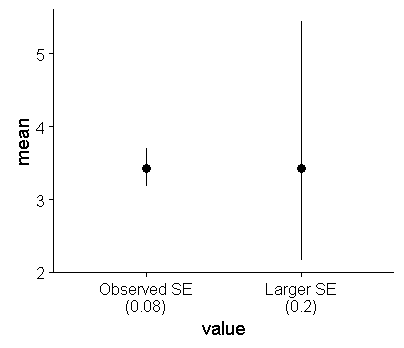 mean
5
4
3
2
Observed SE
(0.08)
Larger SE
(0.2)
value